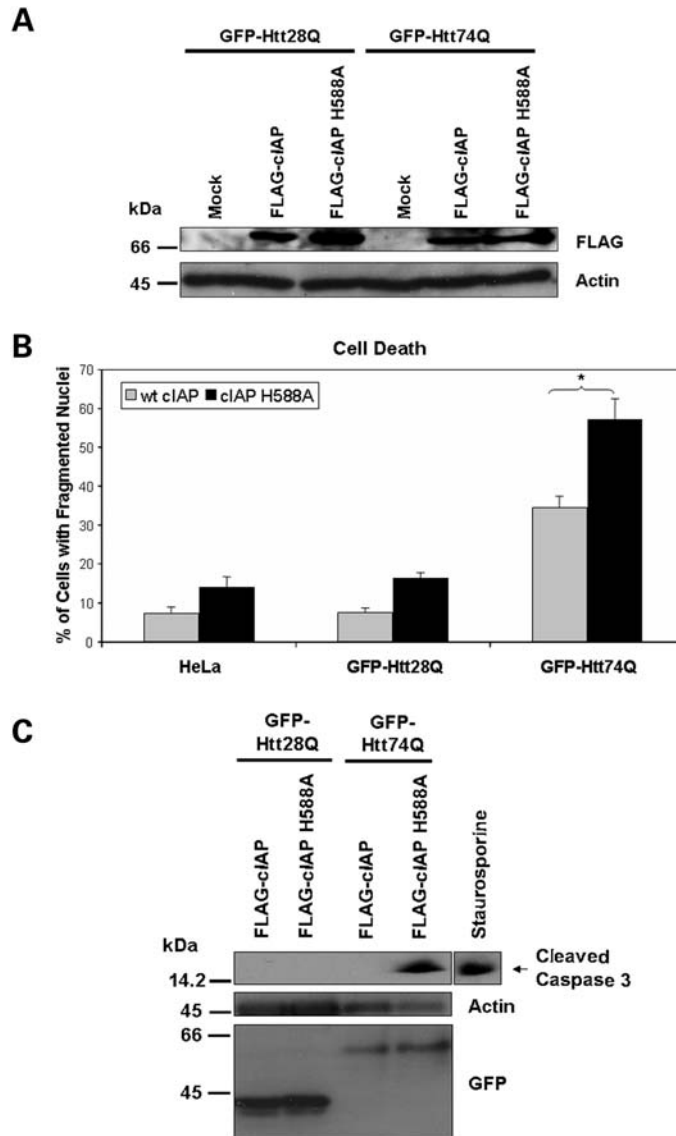 A
GFP-Htt28Q GFP-Htt74Q
Mock
FLAG-cIAP
FLAG-cIAP H588A
Mock
FLAG-cIAP
FLAG-cIAP H588A
kDa
66
FLAG
45
Actin
B
Cell Death
% of Cells with Fragmented Nuclei
70
60
50
40
30
20
10
0
wt cIAP cIAP H588A
*
HeLa GFP-Htt28Q GFP-Htt74Q
C
GFP-
Htt28Q
GFP-
Htt74Q
FLAG-cIAP
FLAG-cIAP H588A
FLAG-cIAP
FLAG-cIAP H588A
Staurosporine
kDa
14.2
Cleaved
Caspase 3
45
Actin
66
45
GFP